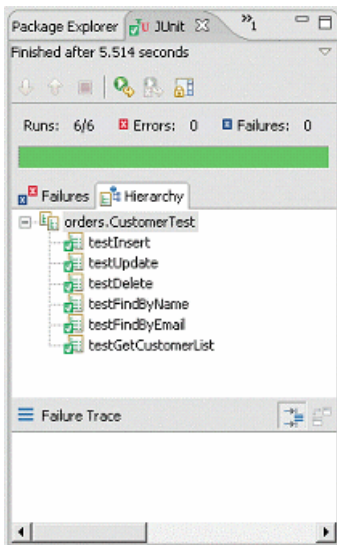 Package Explorer JUnit »1
Finished after 5.514 seconds
Runs: 6/6 Errors: 0 Failures: 0
Failures Hierarchy
orders.CustomerTest
testInsert
testUpdate
testDelete
testFindByName
testFindByEmail
testGetCustomerList
Failure Trace